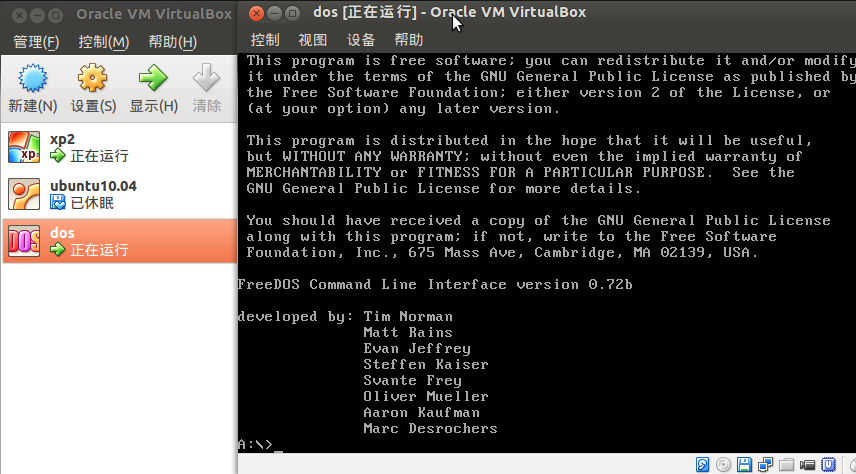 Oracle VM VirtualBox
管理(F) 控制(M) 帮助(H)
新建(N) 设置(S) 显示(H) 清除
xp2
正在运行
ubuntu10.04
已休眠
DOS
dos
正在运行
dos [正在运行] - Oracle VM VirtualBox
控制 视图 设备 帮助
This program is free software; you can redistribute it and/or modify
it under the terms of the GNU General Public License as published by
the Free Software Foundation; either version 2 of the License, or
(at your option) any later version.
This program is distributed in the hope that it will be useful,
but WITHOUT ANY WARRANTY; without even the implied warranty of
MERCHANTABILITY or FITNESS FOR A PARTICULAR PURPOSE.  See the
GNU General Public License for more details.
You should have received a copy of the GNU General Public License
along with this program; if not, write to the Free Software
Foundation, Inc., 675 Mass Ave, Cambridge, MA 02139, USA.
FreeDOS Command Line Interface version 0.72b
developed by: Tim Norman
Matt Rains
Evan Jeffrey
Steffen Kaiser
Svante Frey
Oliver Mueller
Aaron Kaufman
Marc Desrochers
A:\>_